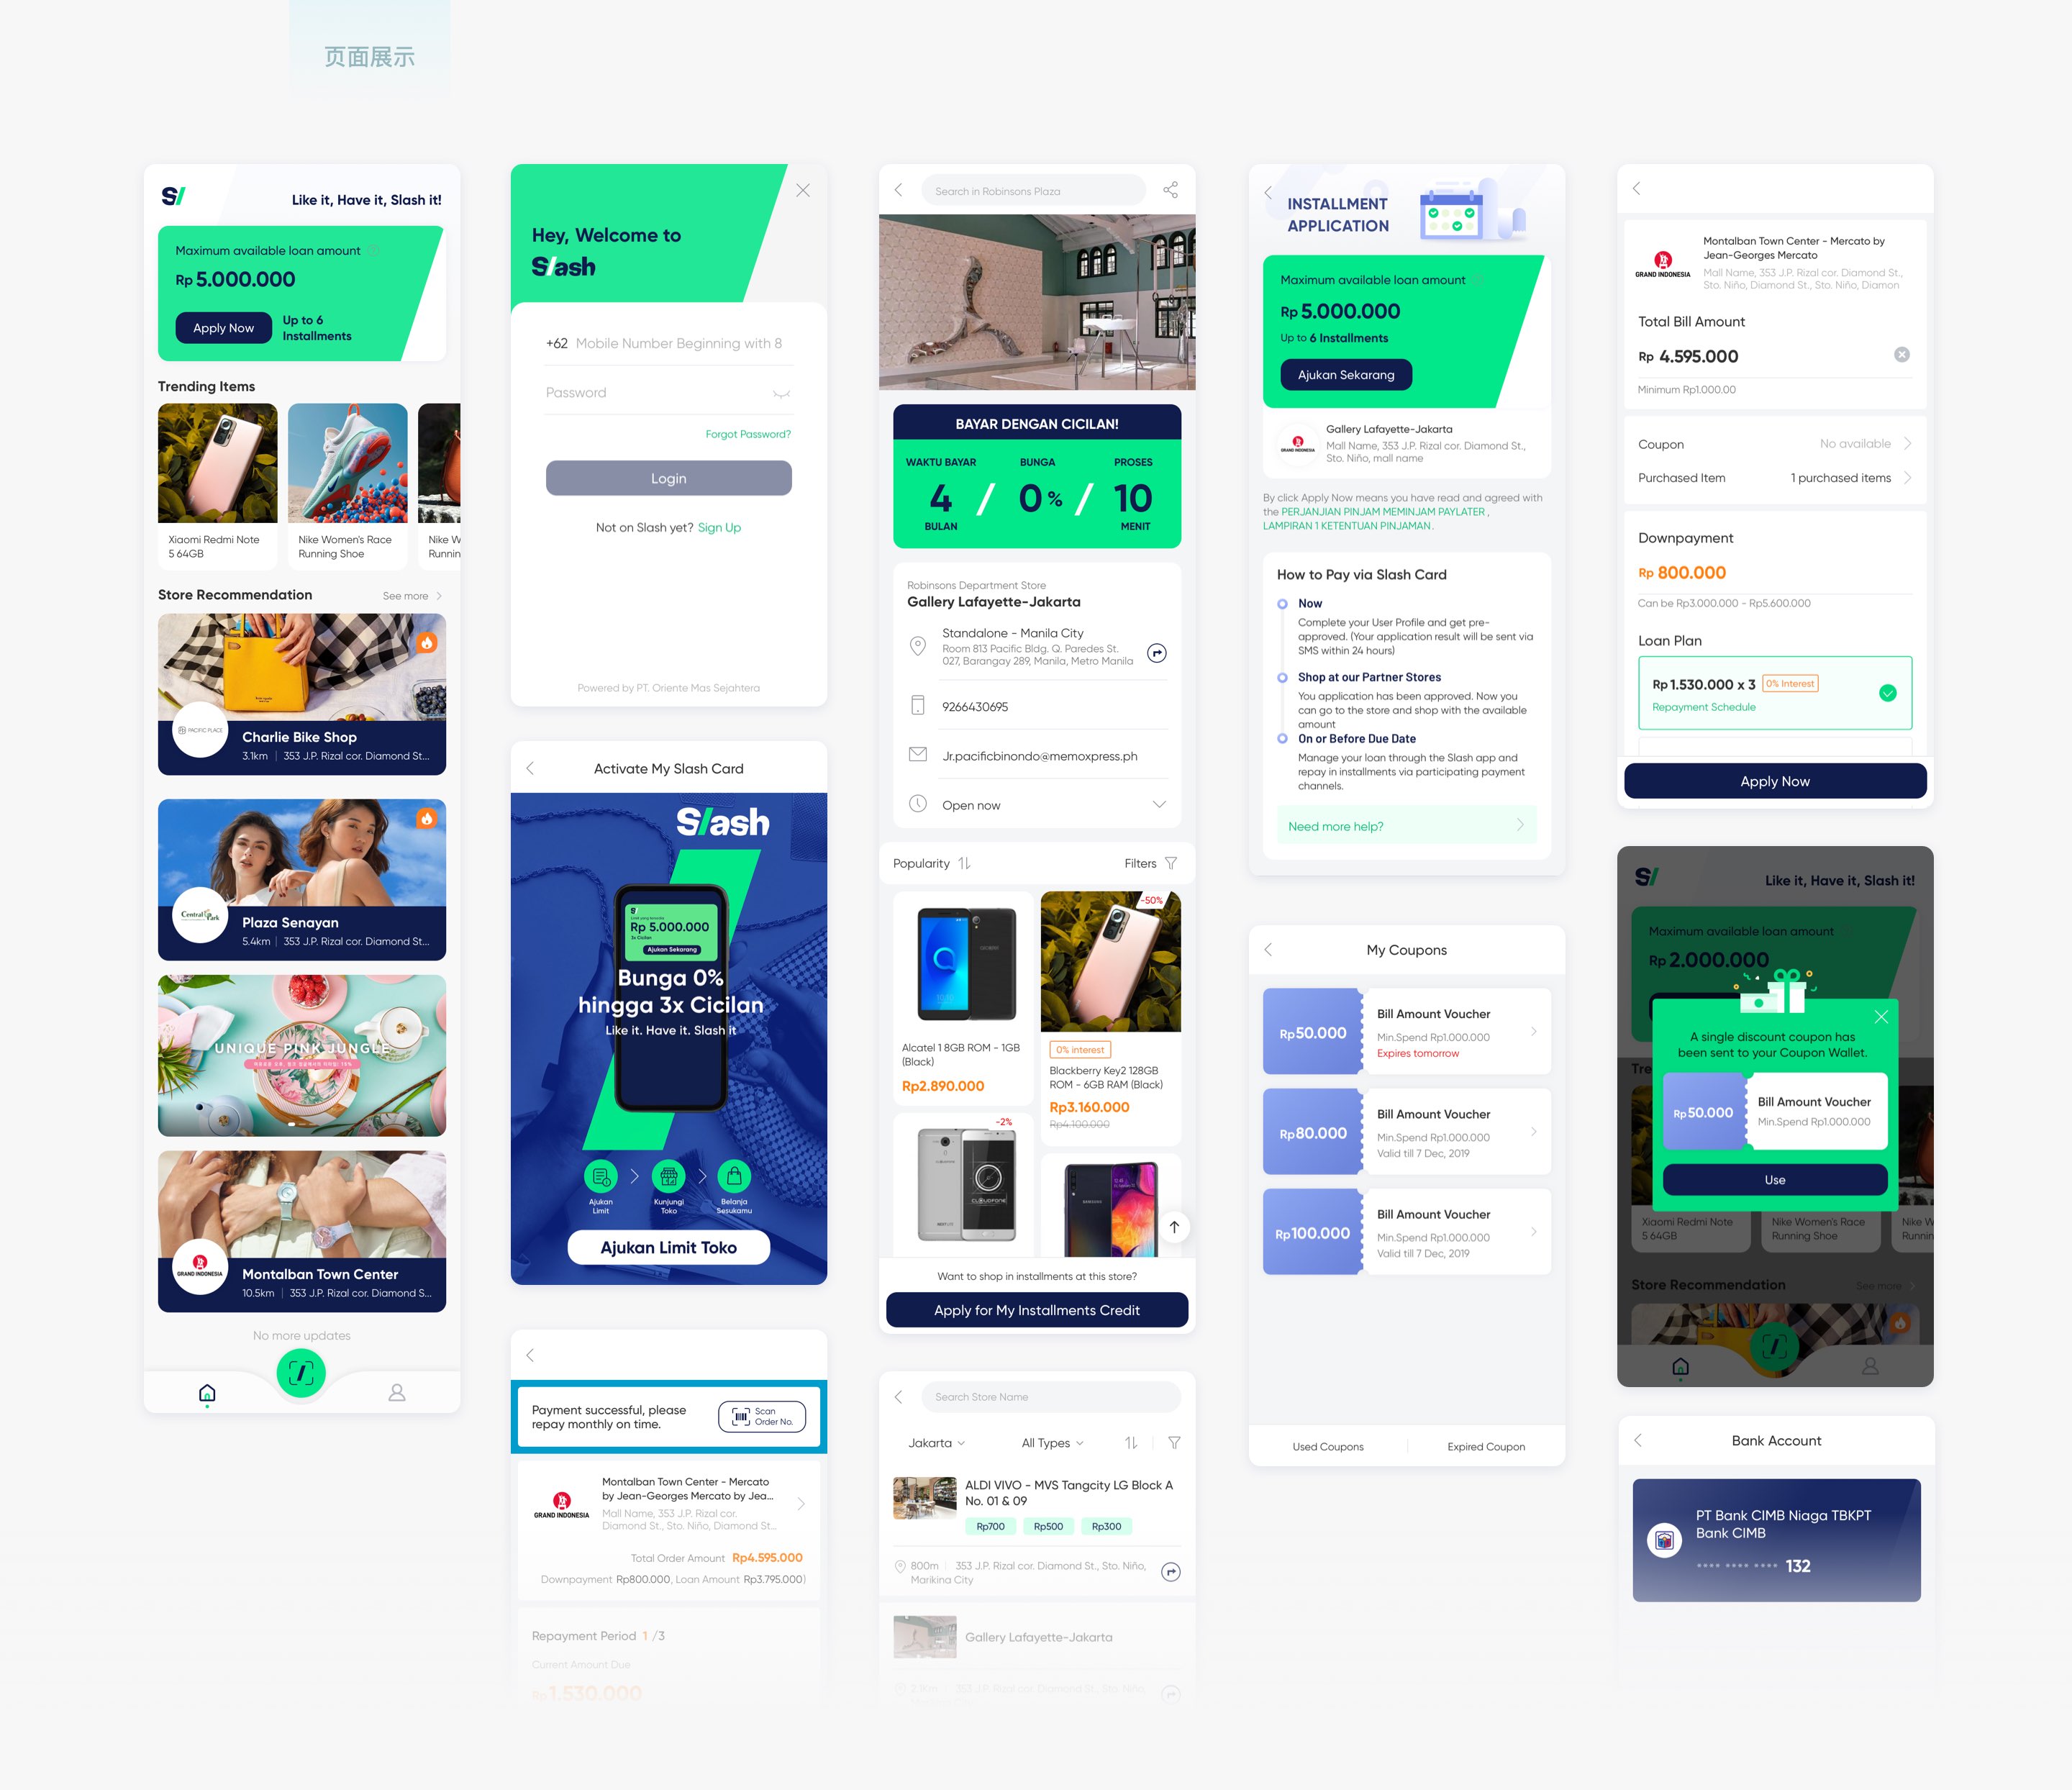 页面展示
S/
Like it, Have it, Slash it!
Maximum available loan amount
Rp 5.000.000
Apply Now
Up to 6
Installments
Trending Items
Xiaomi Redmi Note
5 64GB
Nike Women's Race
Running Shoe
Nike W
Runnin
Store Recommendation
See more
PACIFIC PLACE
Charlie Bike Shop
3.1km
353 J.P. Rizal cor. Diamond St...
Central Park
Plaza Senayan
5.4km
353 J.P. Rizal cor. Diamond St...
UNIQUE PINK JUNGLE
GRAND INDONESIA
Montalban Town Center
10.5km
353 J.P. Rizal cor. Diamond S...
No more updates
Hey, Welcome to
Slash
+62 Mobile Number Beginning with 8
Password
Forgot Password?
Login
Not on Slash yet? Sign Up
Powered by PT. Oriente Mas Sejahtera
Activate My Slash Card
Slash
Rp 5.000.000
3x Cicilan
Ajukan Sekarang
Bunga 0%
hingga 3x Cicilan
Like it. Have it. Slash it
Ajukan
Limit
Kunjungi
Toko
Belanja
Sesukamu
Ajukan Limit Toko
Payment successful, please
repay monthly on time.
Scan
Order No.
GRAND INDONESIA
Montalban Town Center - Mercato
by Jean-Georges Mercato by Jea...
Mall Name, 353 J.P. Rizal cor.
Diamond St., Sto. Niño, Diamond St...
Total Order Amount Rp4.595.000
Downpayment Rp800.000, Loan Amount Rp3.795.000)
Repayment Period 1 /3
Current Amount Due
Rp 1.530.000
Search in Robinsons Plaza
BAYAR DENGAN CICILAN!
WAKTU BAYAR
BUNGA
PROSES
4 / 0 % / 10
BULAN
MENIT
Robinsons Department Store
Gallery Lafayette-Jakarta
Standalone - Manila City
Room 813 Pacific Bldg. Q. Paredes St.
027, Barangay 289, Manila, Metro Manila
9266430695
Jr.pacificbinondo@memoxpress.ph
Open now
Popularity
Filters
Alcatel 1 8GB ROM - 1GB
(Black)
Rp2.890.000
-50%
0% interest
Blackberry Key2 128GB
ROM - 6GB RAM (Black)
Rp3.160.000
Rp4.100.000
-2%
CLOUDFONE
SAMSUNG
Want to shop in installments at this store?
Apply for My Installments Credit
Search Store Name
Jakarta
All Types
ALDI VIVO - MVS Tangcity LG Block A
No. 01 & 09
Rp700
Rp500
Rp300
800m
353 J.P. Rizal cor. Diamond St., Sto. Niño,
Marikina City
Gallery Lafayette-Jakarta
353 J.P. Rizal cor. Diamond St., Sto. Niño,
INSTALLMENT
APPLICATION
Maximum available loan amount
Rp 5.000.000
Up to 6 Installments
Ajukan Sekarang
GRAND INDONESIA
Gallery Lafayette-Jakarta
Mall Name, 353 J.P. Rizal cor. Diamond St.,
Sto. Niño, mall name
By click Apply Now means you have read and agreed with
the PERJANJIAN PINJAM MEMINJAM PAYLATER ,
LAMPIRAN 1 KETENTUAN PINJAMAN .
How to Pay via Slash Card
Now
Complete your User Profile and get pre-
approved. (Your application result will be sent via
SMS within 24 hours)
Shop at our Partner Stores
You application has been approved. Now you
can go to the store and shop with the available
amount
On or Before Due Date
Manage your loan through the Slash app and
repay in installments via participating payment
channels.
Need more help?
My Coupons
Rp50.000
Bill Amount Voucher
Min.Spend Rp1.000.000
Expires tomorrow
Rp80.000
Bill Amount Voucher
Min.Spend Rp1.000.000
Valid till 7 Dec, 2019
Rp100.000
Bill Amount Voucher
Min.Spend Rp1.000.000
Valid till 7 Dec, 2019
Used Coupons
Expired Coupon
GRAND INDONESIA
Montalban Town Center - Mercato by
Jean-Georges Mercato
Mall Name, 353 J.P. Rizal cor. Diamond St.,
Sto. Niño, Diamond St., Sto. Niño, Diamon
Total Bill Amount
Rp 4.595.000
Minimum Rp1.000.00
Coupon
No available
Purchased Item
1 purchased items
Downpayment
Rp 800.000
Can be Rp3.000.000 - Rp5.600.000
Loan Plan
Rp 1.530.000 x 3
0% Interest
Repayment Schedule
Apply Now
S/
Like it, Have it, Slash it!
Maximum available loan amount
Rp 2.000.000
A single discount coupon has
been sent to your Coupon Wallet.
Tre
Rp50.000
Bill Amount Voucher
Min.Spend Rp1.000.000
Use
Xiaomi Redmi Note
5 64GB
Nike Women's Race
Running Shoe
Nike W
Runnin
Store Recommendation
See more
Bank Account
PT Bank CIMB Niaga TBKPT
Bank CIMB
**** **** **** 132